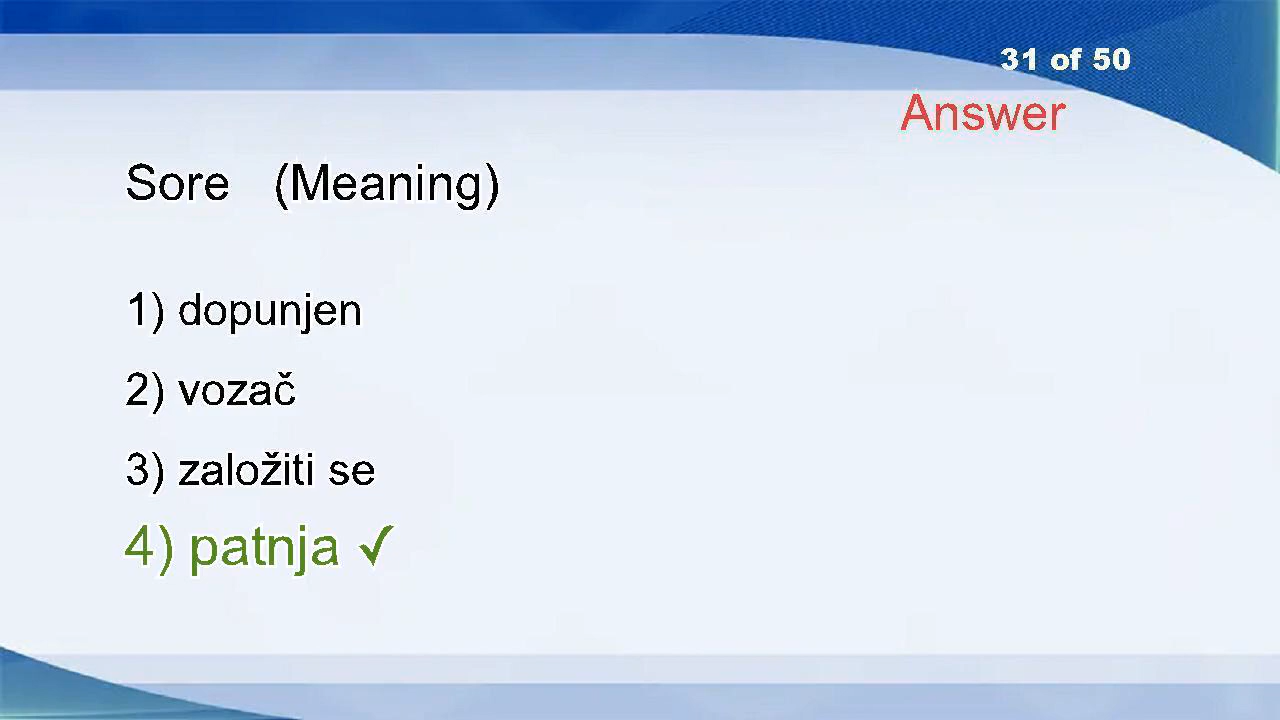 31 of 50
Answer
Sore (Meaning)
1) dopunjen
2) vozač
3) založiti se
4) patnja ✓